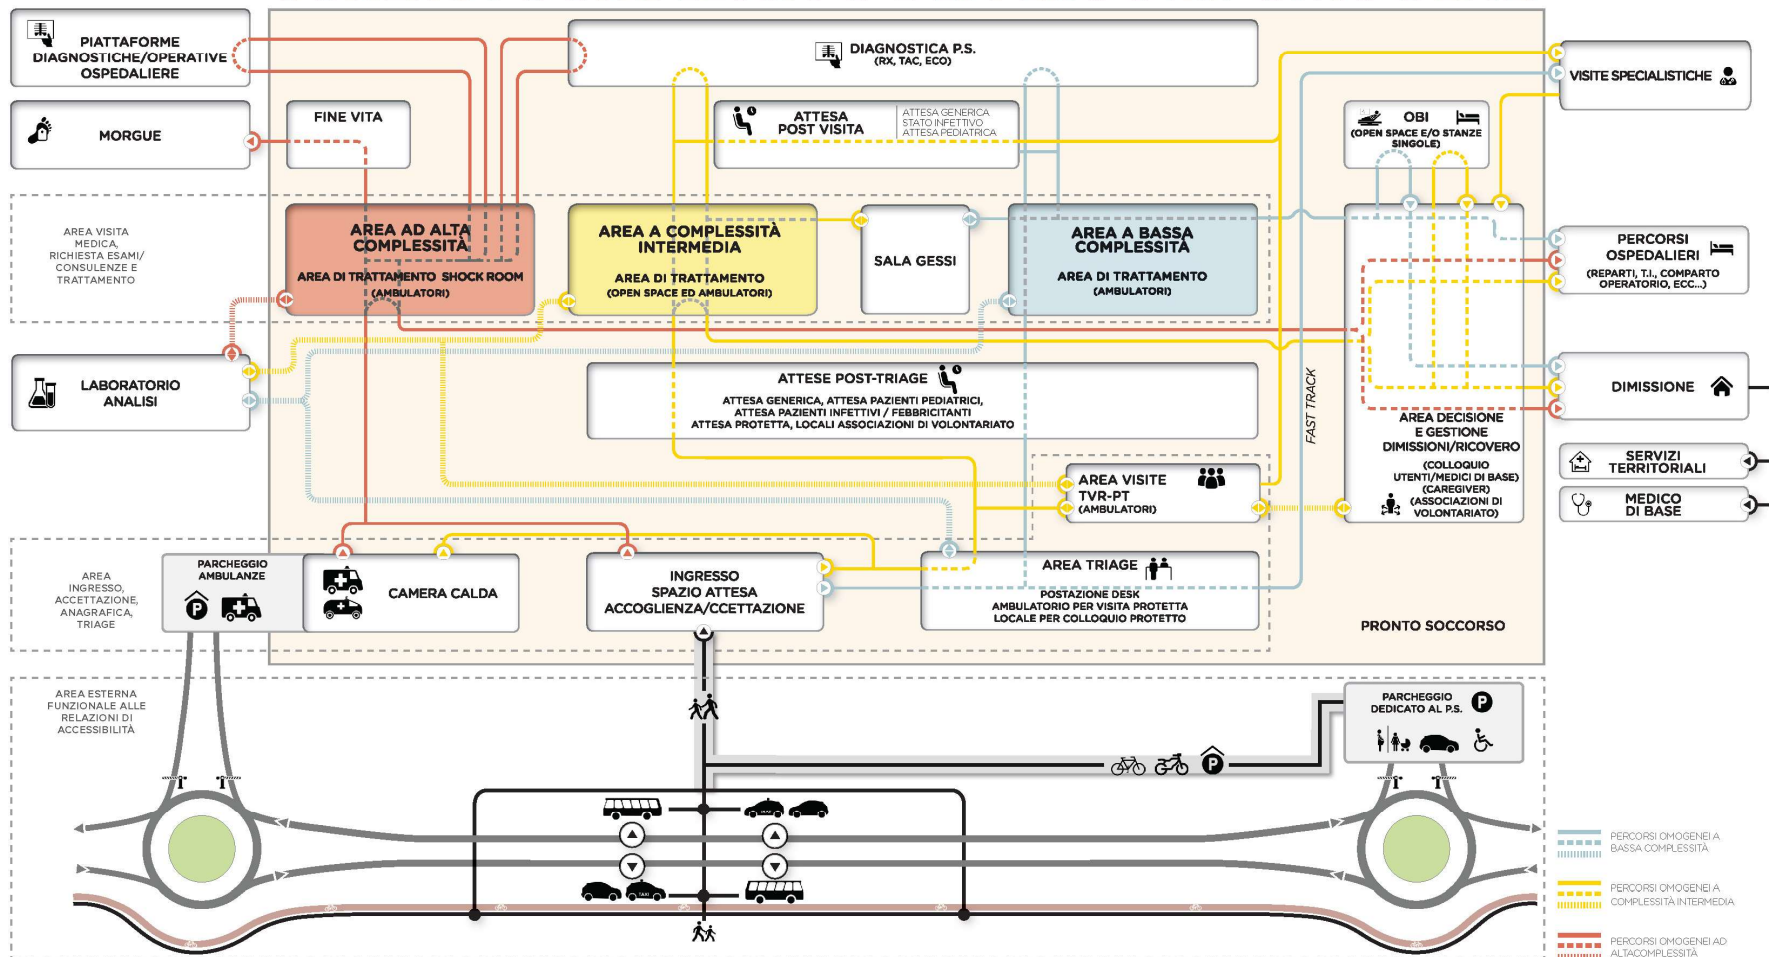 PIATTAFORME
DIAGNOSTICHE/OPERATIVE
OSPEDALIERE
DIAGNOSTICA P.S.
(RX, TAC, ECO)
VISITE SPECIALISTICHE
MORGUE
FINE VITA
ATTESA
POST VISITA
ATTESA GENERICA
STATO INFETTIVO
ATTESA PEDIATRICA
OBI
(OPEN SPACE E/O STANZE
SINGOLE)
AREA VISITA
MEDICA,
RICHIESTA ESAMI/
CONSULENZE E
TRATTAMENTO
AREA AD ALTA
COMPLESSITÀ
AREA DI TRATTAMENTO SHOCK ROOM
(AMBULATORI)
AREA A COMPLESSITÀ
INTERMEDIA
AREA DI TRATTAMENTO
(OPEN SPACE ED AMBULATORI)
SALA GESSI
AREA A BASSA
COMPLESSITÀ
AREA DI TRATTAMENTO
(AMBULATORI)
PERCORSI
OSPEDALIERI
(REPARTI, T.I., COMPARTO
OPERATORIO, ECC...)
LABORATORIO
ANALISI
ATTESE POST-TRIAGE
ATTESA GENERICA, ATTESA PAZIENTI PEDIATRICI,
ATTESA PAZIENTI INFETTIVI / FEBBRICITANTI
ATTESA PROTETTA, LOCALI ASSOCIAZIONI DI VOLONTARIATO
FAST TRACK
DIMISSIONE
AREA DECISIONE
E GESTIONE
DIMISSIONI/RICOVERO
(COLLOQUIO
UTENTI/MEDICI DI BASE)
(CAREGIVER)
(ASSOCIAZIONI DI
VOLONTARIATO)
SERVIZI
TERRITORIALI
MEDICO
DI BASE
AREA VISITE
TVR-PT
(AMBULATORI)
AREA
INGRESSO,
ACCETTAZIONE,
ANAGRAFICA,
TRIAGE
PARCHEGGIO
AMBULANZE
P
CAMERA CALDA
INGRESSO
SPAZIO ATTESA
ACCOGLIENZA/CCETTAZIONE
AREA TRIAGE
POSTAZIONE DESK
AMBULATORIO PER VISITA PROTETTA
LOCALE PER COLLOQUIO PROTETTO
PRONTO SOCCORSO
AREA ESTERNA
FUNZIONALE ALLE
RELAZIONI DI
ACCESSIBILITÀ
PARCHEGGIO
DEDICATO AL P.S.
P
P
TAXI
PERCORSI OMOGENEI A
BASSA COMPLESSITÀ
PERCORSI OMOGENEI A
COMPLESSITÀ INTERMEDIA
PERCORSI OMOGENEI AD
ALTACOMPLESSITÀ